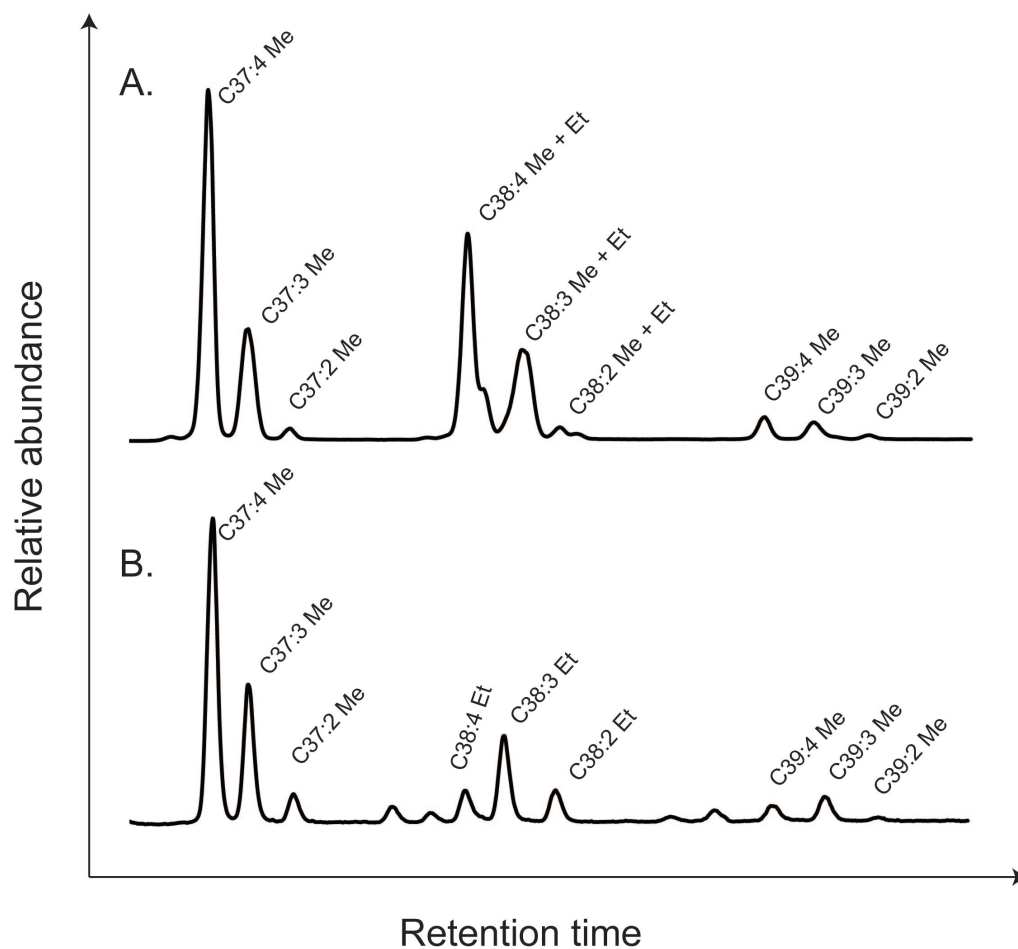 Relative abundance
A.
C37:4 Me
C37:3 Me
C37:2 Me
C38:4 Me + Et
C38:3 Me + Et
C38:2 Me + Et
C39:4 Me
C39:3 Me
C39:2 Me
B.
C37:4 Me
C37:3 Me
C37:2 Me
C38:4 Et
C38:3 Et
C38:2 Et
C39:4 Me
C39:3 Me
C39:2 Me
Retention time